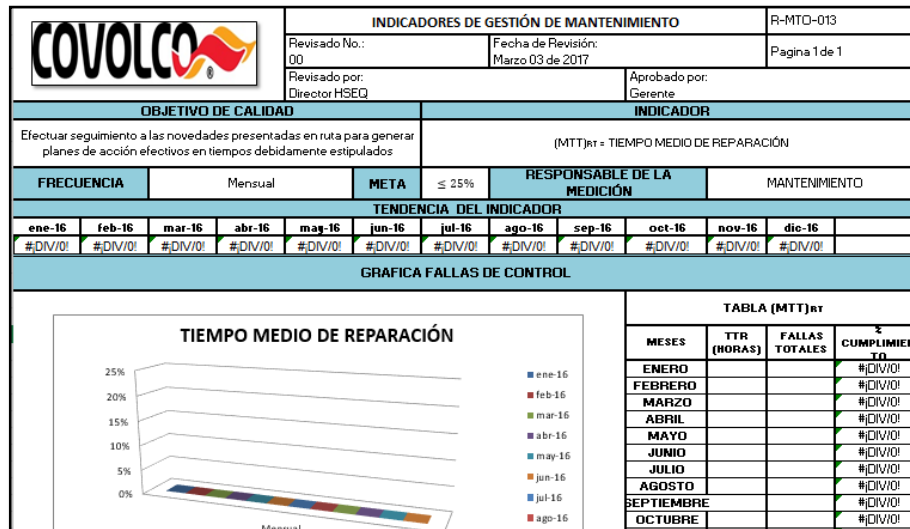 COVOLCO
®
INDICADORES DE GESTIÓN DE MANTENIMIENTO
R-MTO-013
Revisado No.:
00
Fecha de Revisión:
Marzo 03 de 2017
Pagina 1 de 1
Revisado por:
Director HSEQ
Aprobado por:
Gerente
OBJETIVO DE CALIDAD
INDICADOR
Efectuar seguimiento a las novedades presentadas en ruta para generar
planes de acción efectivos en tiempos debidamente estipulados
(MTT)RT = TIEMPO MEDIO DE REPARACIÓN
FRECUENCIA
Mensual
META
≤ 25%
RESPONSABLE DE LA
MEDICIÓN
MANTENIMIENTO
TENDENCIA DEL INDICADOR
ene-16 feb-16 mar-16 abr-16 may-16 jun-16 jul-16 ago-16 sep-16 oct-16 nov-16 dic-16
#¡DIV/0! #¡DIV/0! #¡DIV/0! #¡DIV/0! #¡DIV/0! #¡DIV/0! #¡DIV/0! #¡DIV/0! #¡DIV/0! #¡DIV/0! #¡DIV/0! #¡DIV/0!
GRAFICA FALLAS DE CONTROL
TIEMPO MEDIO DE REPARACIÓN
25%
20%
15%
10%
5%
0%
Mensual
ene-16
feb-16
mar-16
abr-16
may-16
jun-16
jul-16
ago-16
TABLA (MTT)RT
MESES
TTR
(HORAS)
FALLAS
TOTALES
CUMPLIMIE
TO
ENERO #¡DIV/0!
FEBRERO #¡DIV/0!
MARZO #¡DIV/0!
ABRIL #¡DIV/0!
MAYO #¡DIV/0!
JUNIO #¡DIV/0!
JULIO #¡DIV/0!
AGOSTO #¡DIV/0!
SEPTIEMBRE #¡DIV/0!
OCTUBRE #¡DIV/0!